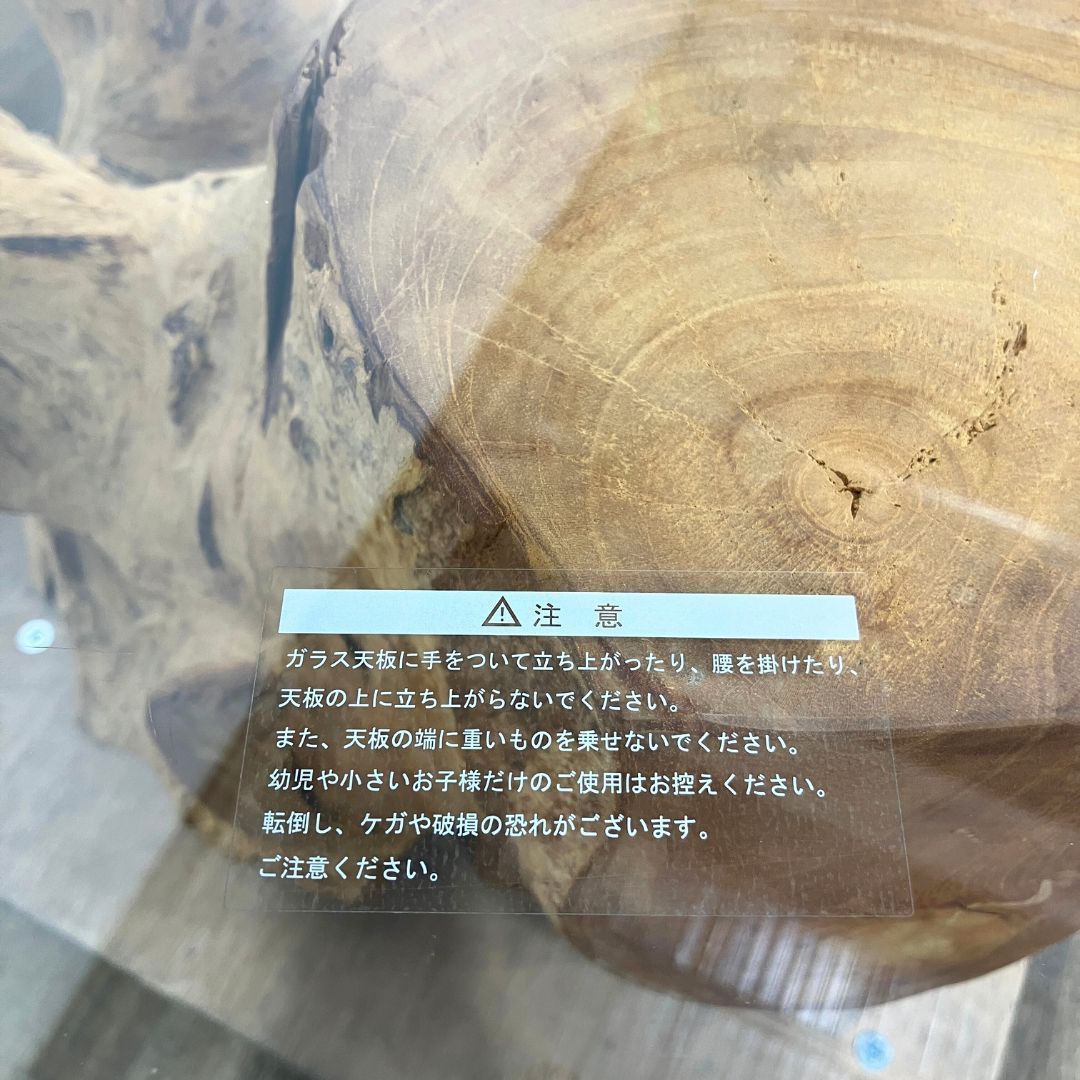 ⚠ 注 意
ガラス天板に手をついて立ち上がったり、腰を掛けたり、
天板の上に立ち上がらないでください。
また、天板の端に重いものを乗せないでください。
幼児や小さいお子様だけのご使用はお控えください。
転倒し、ケガや破損の恐れがございます。
ご注意ください。